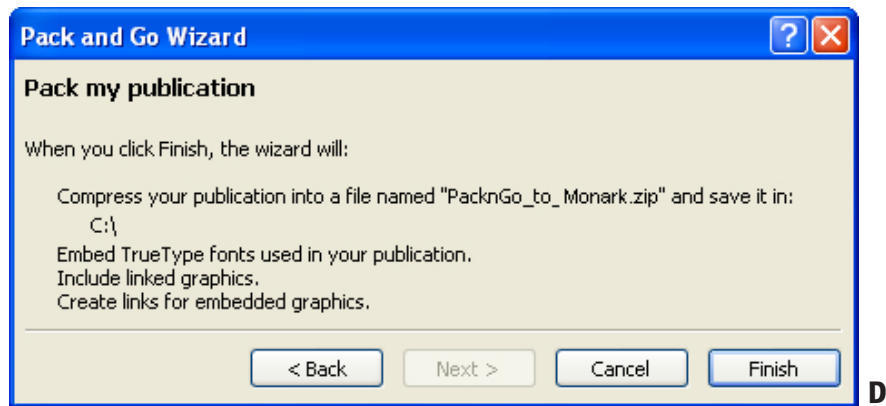 Pack and Go Wizard
Pack my publication
When you click Finish, the wizard will:
Compress your publication into a file named "PacknGo_to_ Monark.zip" and save it in:
C:\
Embed TrueType fonts used in your publication.
Include linked graphics.
Create links for embedded graphics.
< Back Next > Cancel Finish
D